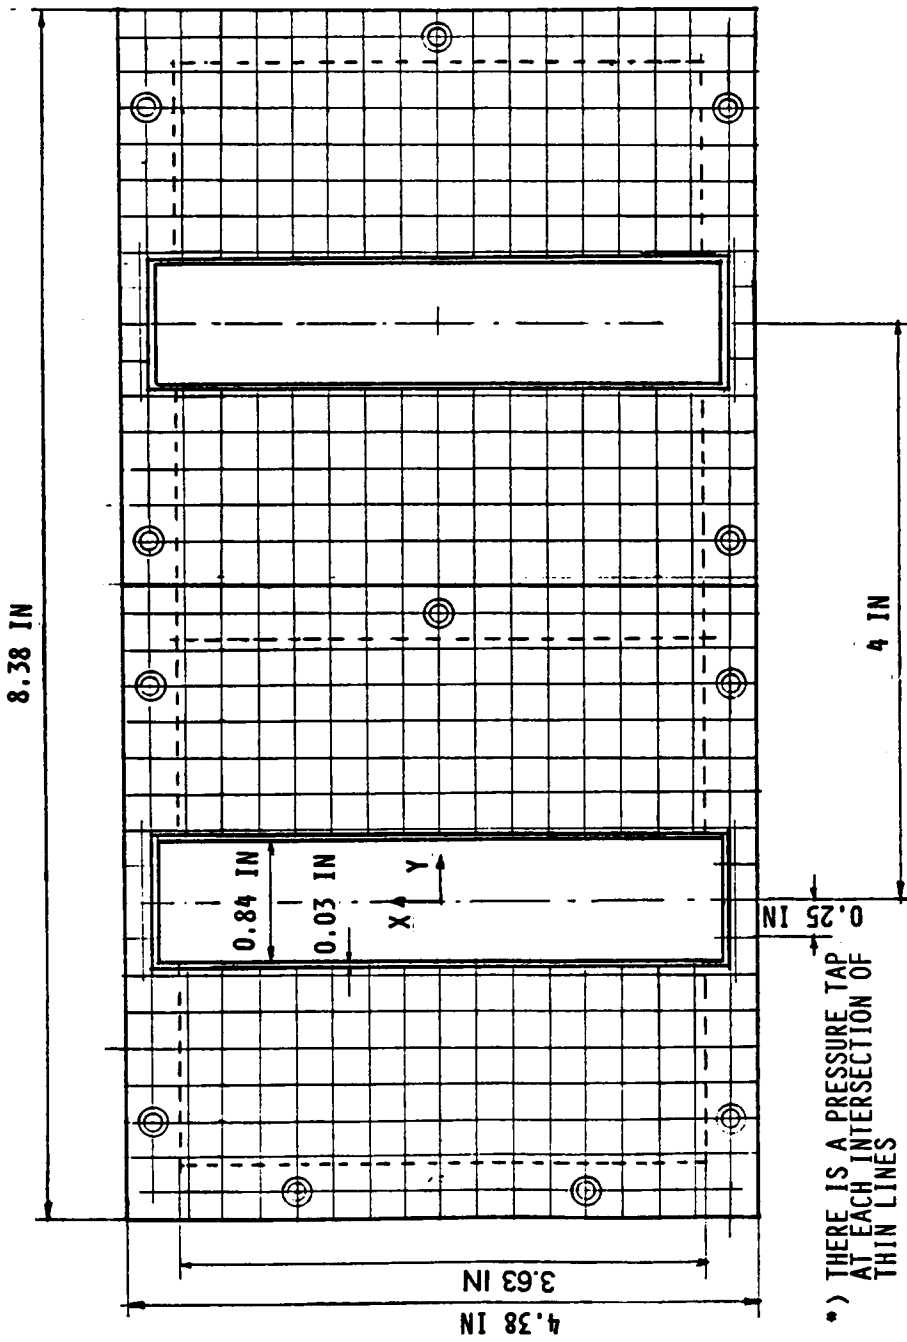 8.38 IN
0.84 IN
0.03 IN
X
Y
4 IN
0.25 IN
3.63 IN
4.38 IN
*) THERE IS A PRESSURE TAP
AT EACH INTERSECTION OF
THIN LINES